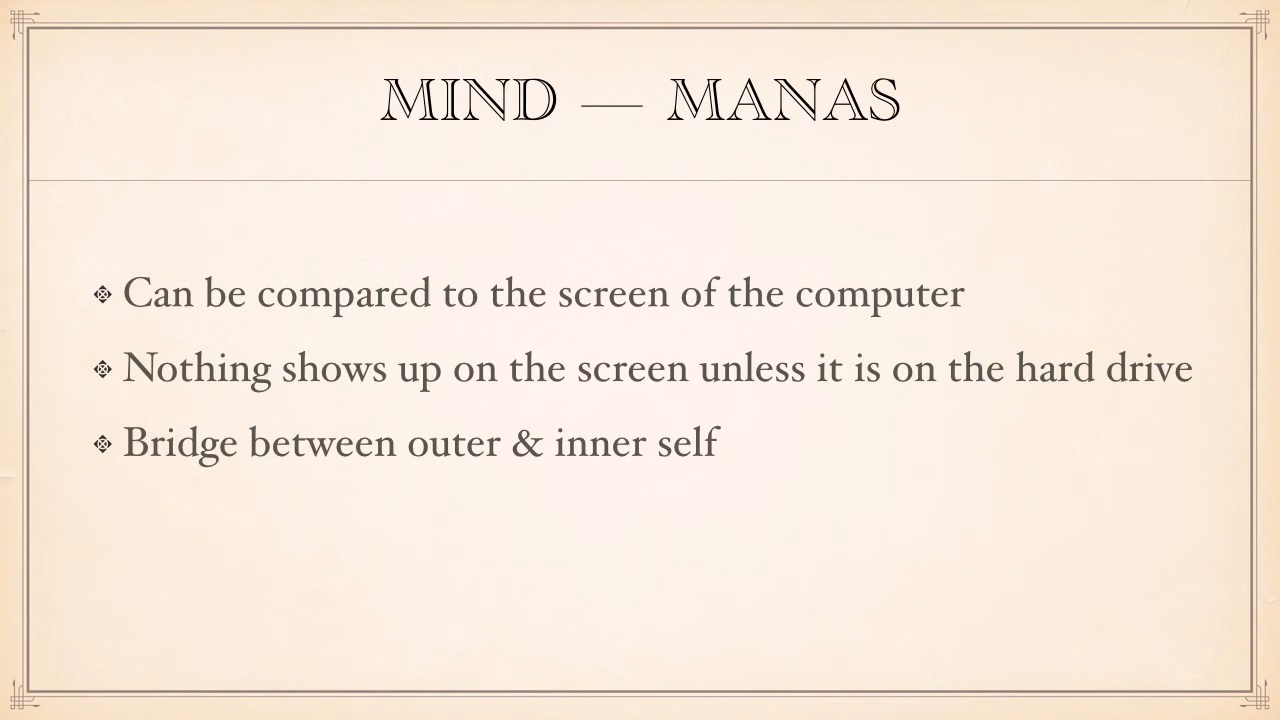 MIND — MANAS
Can be compared to the screen of the computer
Nothing shows up on the screen unless it is on the hard drive
Bridge between outer & inner self